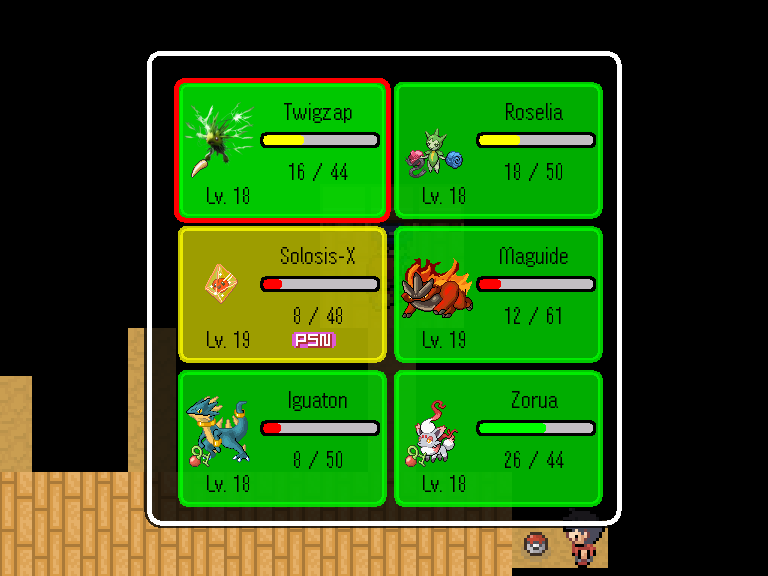 Twigzap
16 / 44
Lv. 18
Roselia
18 / 50
Lv. 18
Solosis-X
8 / 48
Lv. 19
PSN
Maguide
12 / 61
Lv. 19
Iguaton
8 / 50
Lv. 18
Zorua
26 / 44
Lv. 18